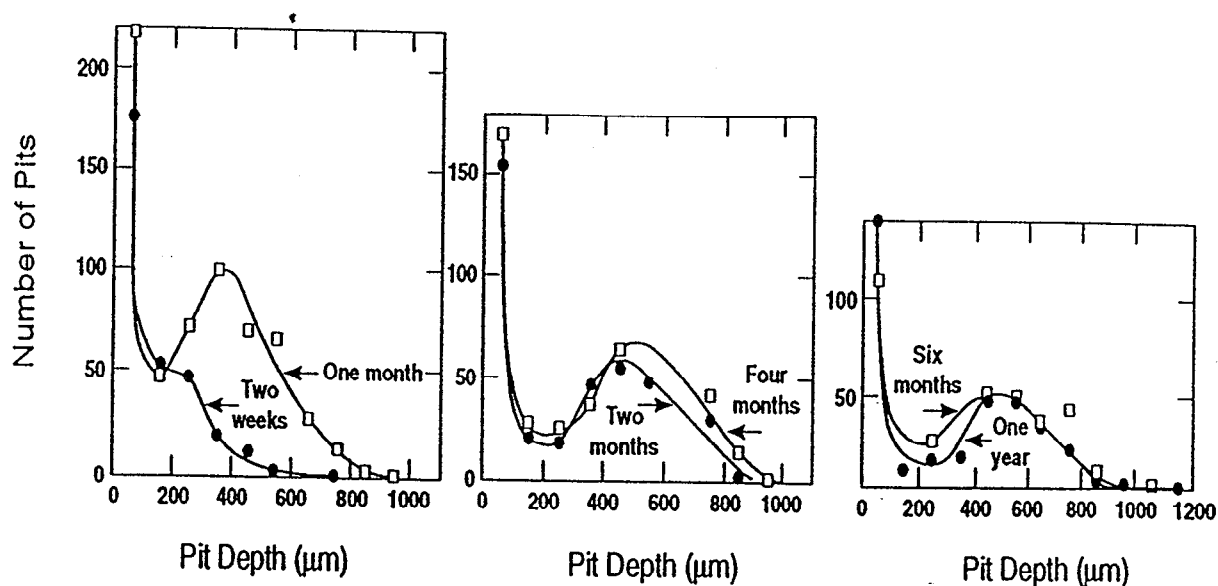 Number of Pits
200
150
100
50
0
One month
Two
weeks
0 200 400 600 800 1000
Pit Depth (µm)
150
100
50
0
Two
months
Four
months
0 200 400 600 800 1000
Pit Depth (µm)
100
50
Six
months
One
year
0 200 400 600 800 1000 1200
Pit Depth (µm)